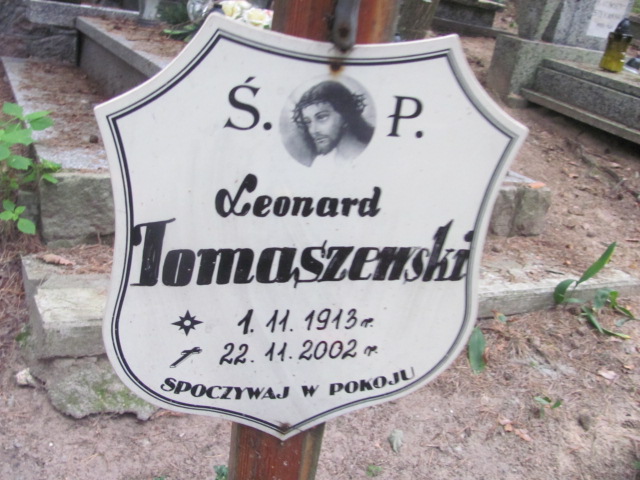 Ś. P.
Leonard
Tomaszewski
1. 11. 1913 r.
22. 11. 2002 r.
SPOCZYWAJ W POKOJU